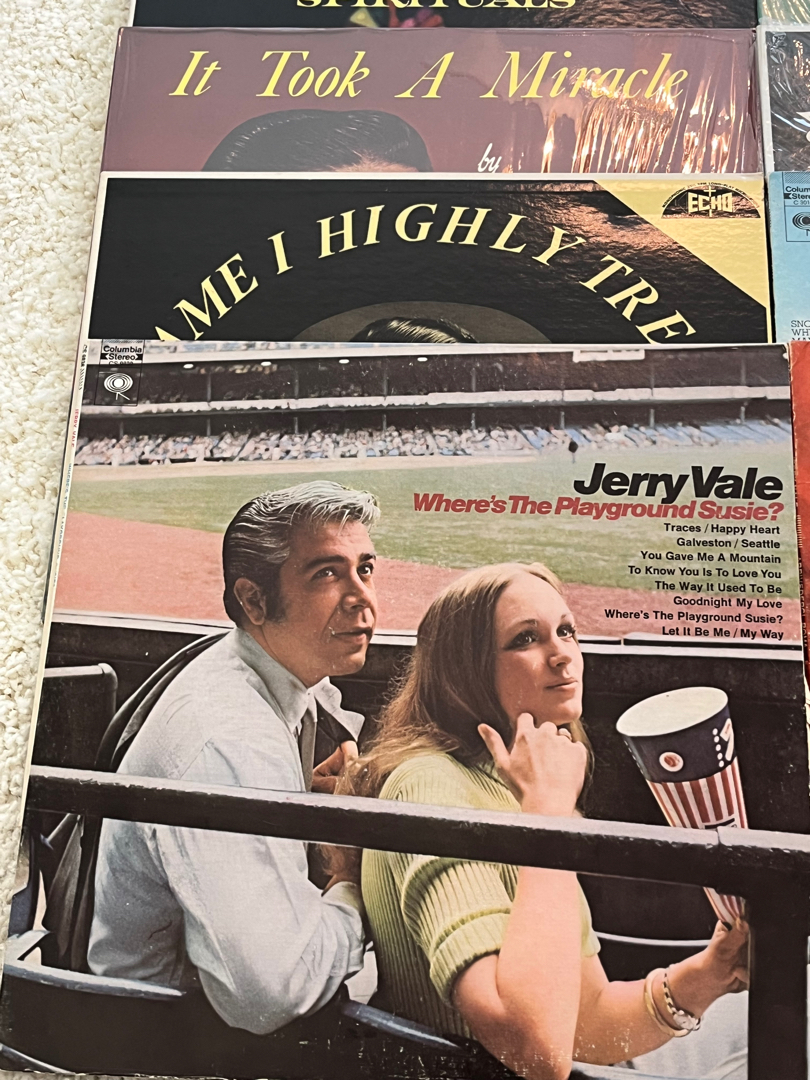 SPIRITUALS
It Took A Miracle
by
ECHO
AME I HIGHLY TRE
Columbia
Stereo
Jerry Vale
Where's The Playground Susie?
Traces / Happy Heart
Galveston / Seattle
You Gave Me A Mountain
To Know You Is To Love You
The Way It Used To Be
Goodnight My Love
Where's The Playground Susie?
Let It Be Me / My Way